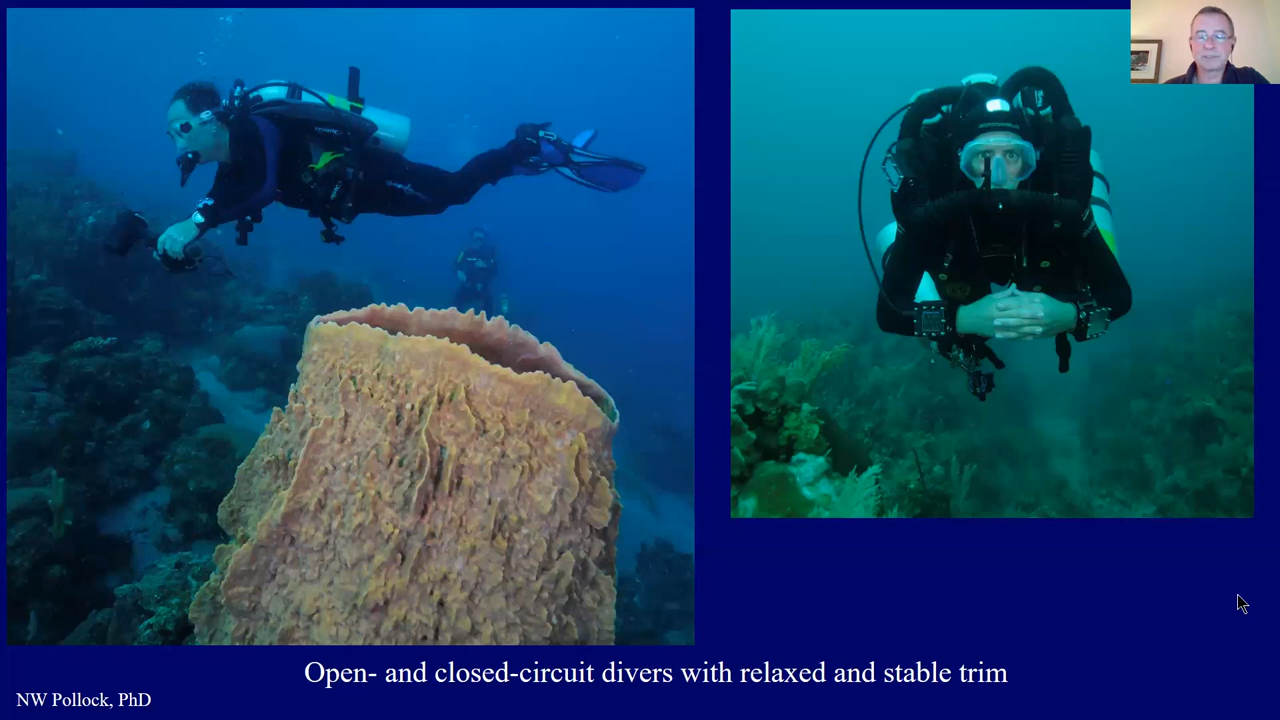 Open- and closed-circuit divers with relaxed and stable trim
NW Pollock, PhD